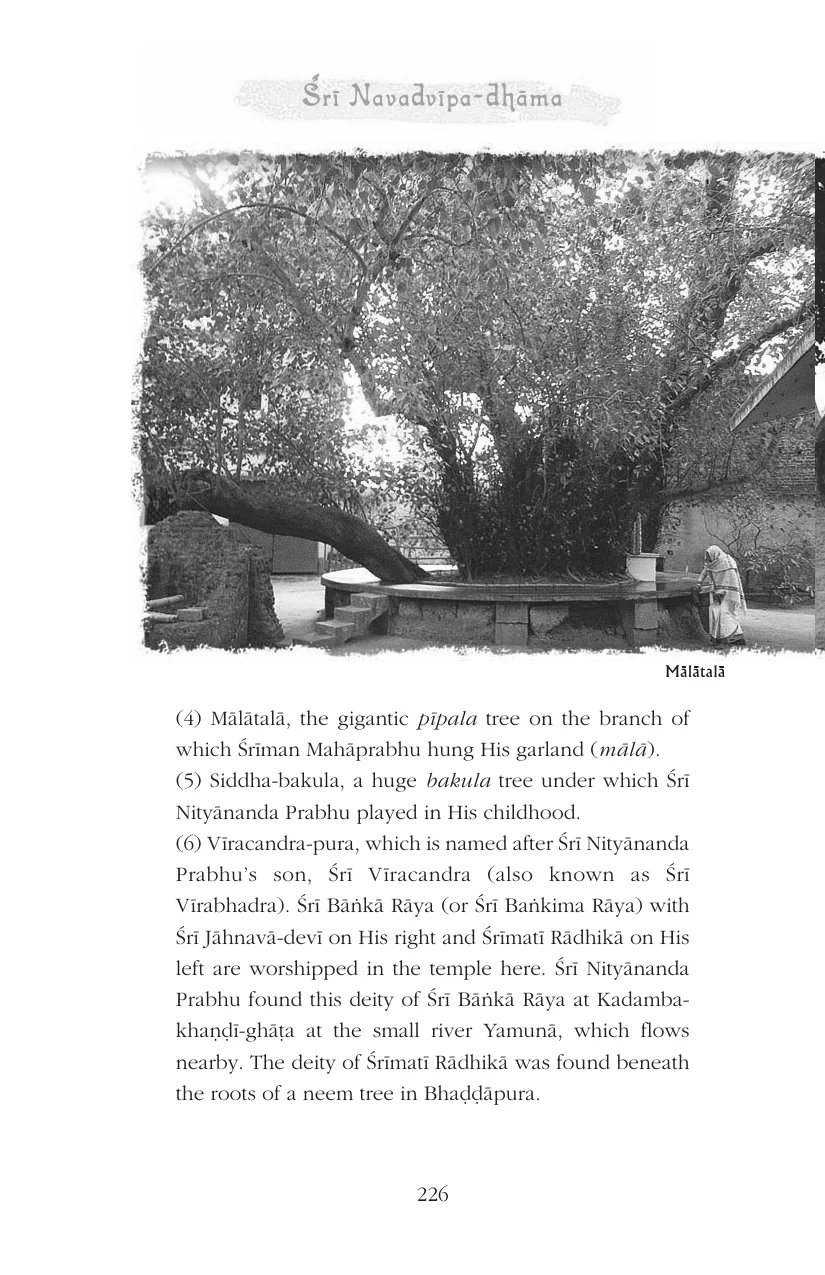 Śrī Navadvīpa-dhāma
Mālātalā
(4) Mālātalā, the gigantic pīpala tree on the branch of
which Śrīman Mahāprabhu hung His garland (mālā).
(5) Siddha-bakula, a huge bakula tree under which Śrī
Nityānanda Prabhu played in His childhood.
(6) Vīracandra-pura, which is named after Śrī Nityānanda
Prabhu’s son, Śrī Vīracandra (also known as Śrī
Vīrabhadra). Śrī Bāṅkā Rāya (or Śrī Baṅkima Rāya) with
Śrī Jāhnavā-devī on His right and Śrīmatī Rādhikā on His
left are worshipped in the temple here. Śrī Nityānanda
Prabhu found this deity of Śrī Bāṅkā Rāya at Kadamba-
khaṇḍī-ghāṭa at the small river Yamunā, which flows
nearby. The deity of Śrīmatī Rādhikā was found beneath
the roots of a neem tree in Bhaḍḍāpura.
226